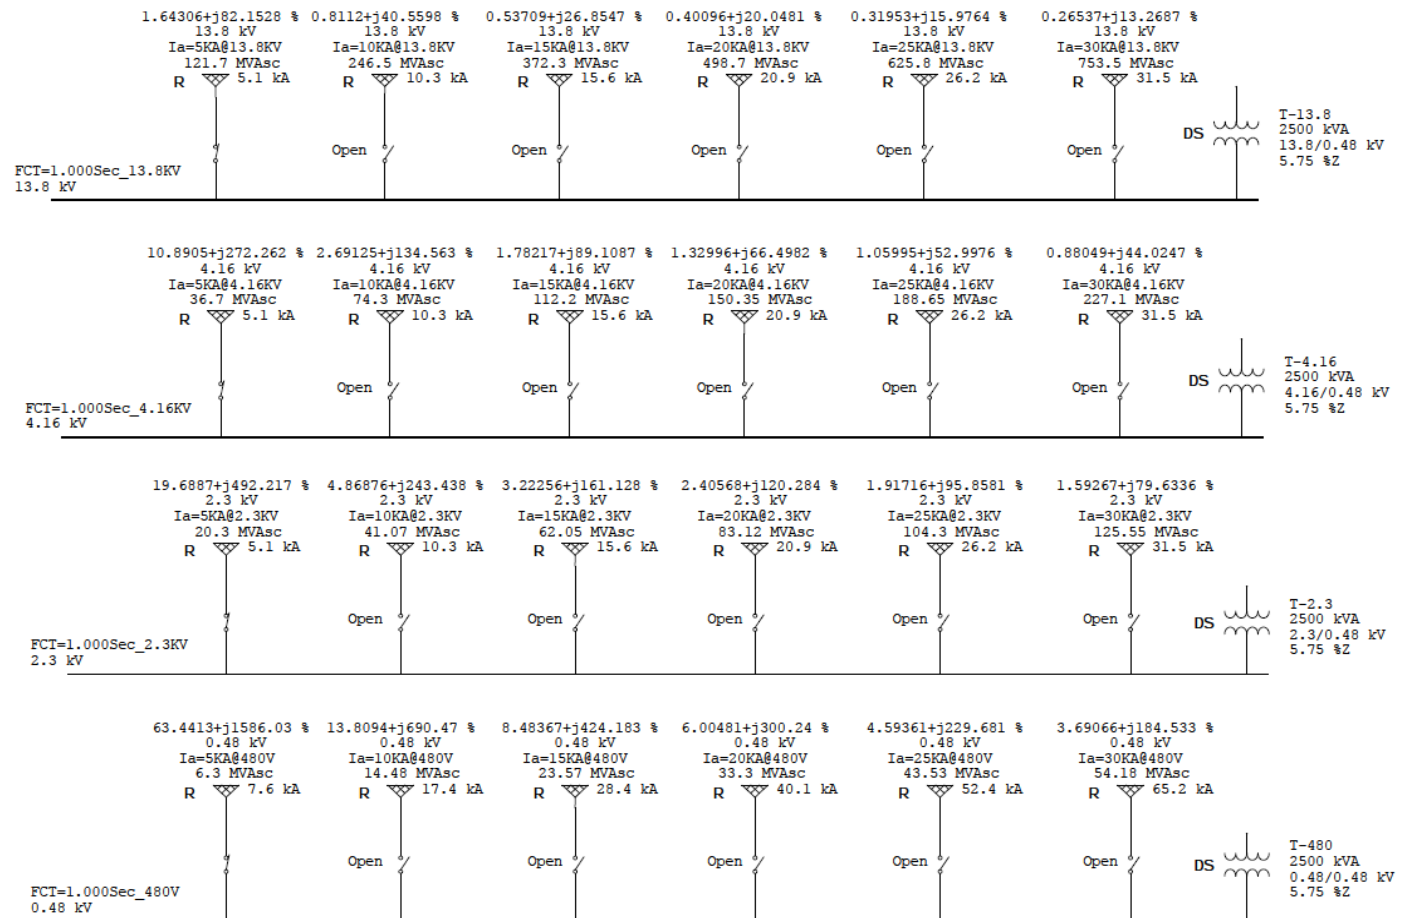 1.64306+j82.1528 % 0.8112+j40.5598 % 0.53709+j26.8547 % 0.40096+j20.0481 % 0.31953+j15.9764 % 0.26537+j13.2687 %
13.8 kV 13.8 kV 13.8 kV 13.8 kV 13.8 kV 13.8 kV
Ia=5KA@13.8KV Ia=10KA@13.8KV Ia=15KA@13.8KV Ia=20KA@13.8KV Ia=25KA@13.8KV Ia=30KA@13.8KV
121.7 MVAsc 246.5 MVAsc 372.3 MVAsc 498.7 MVAsc 625.8 MVAsc 753.5 MVAsc
R 5.1 kA R 10.3 kA R 15.6 kA R 20.9 kA R 26.2 kA R 31.5 kA
T-13.8
DS 2500 kVA
13.8/0.48 kV
5.75 %Z
Open Open Open Open Open
FCT=1.000Sec_13.8KV
13.8 kV
10.8905+j272.262 % 2.69125+j134.563 % 1.78217+j89.1087 % 1.32996+j66.4982 % 1.05995+j52.9976 % 0.88049+j44.0247 %
4.16 kV 4.16 kV 4.16 kV 4.16 kV 4.16 kV 4.16 kV
Ia=5KA@4.16KV Ia=10KA@4.16KV Ia=15KA@4.16KV Ia=20KA@4.16KV Ia=25KA@4.16KV Ia=30KA@4.16KV
36.7 MVAsc 74.3 MVAsc 112.2 MVAsc 150.35 MVAsc 188.65 MVAsc 227.1 MVAsc
R 5.1 kA R 10.3 kA R 15.6 kA R 20.9 kA R 26.2 kA R 31.5 kA
T-4.16
DS 2500 kVA
4.16/0.48 kV
5.75 %Z
Open Open Open Open Open
FCT=1.000Sec_4.16KV
4.16 kV
19.6887+j492.217 % 4.86876+j243.438 % 3.22256+j161.128 % 2.40568+j120.284 % 1.91716+j95.8581 % 1.59267+j79.6336 %
2.3 kV 2.3 kV 2.3 kV 2.3 kV 2.3 kV 2.3 kV
Ia=5KA@2.3KV Ia=10KA@2.3KV Ia=15KA@2.3KV Ia=20KA@2.3KV Ia=25KA@2.3KV Ia=30KA@2.3KV
20.3 MVAsc 41.07 MVAsc 62.05 MVAsc 83.12 MVAsc 104.3 MVAsc 125.55 MVAsc
R 5.1 kA R 10.3 kA R 15.6 kA R 20.9 kA R 26.2 kA R 31.5 kA
T-2.3
DS 2500 kVA
2.3/0.48 kV
5.75 %Z
Open Open Open Open Open
FCT=1.000Sec_2.3KV
2.3 kV
63.4413+j1586.03 % 13.8094+j690.47 % 8.48367+j424.183 % 6.00481+j300.24 % 4.59361+j229.681 % 3.69066+j184.533 %
0.48 kV 0.48 kV 0.48 kV 0.48 kV 0.48 kV 0.48 kV
Ia=5KA@480V Ia=10KA@480V Ia=15KA@480V Ia=20KA@480V Ia=25KA@480V Ia=30KA@480V
6.3 MVAsc 14.48 MVAsc 23.57 MVAsc 33.3 MVAsc 43.53 MVAsc 54.18 MVAsc
R 7.6 kA R 17.4 kA R 28.4 kA R 40.1 kA R 52.4 kA R 65.2 kA
T-480
DS 2500 kVA
0.48/0.48 kV
5.75 %Z
Open Open Open Open Open
FCT=1.000Sec_480V
0.48 kV